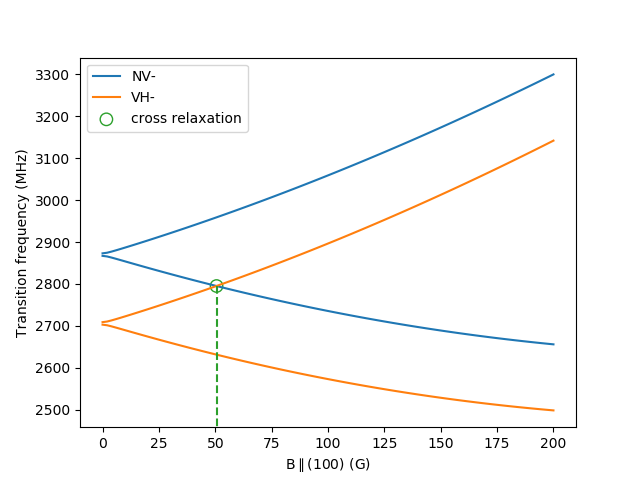 NV-
VH-
cross relaxation
3300
3200
3100
3000
2900
2800
2700
2600
2500
Transition frequency (MHz)
0 25 50 75 100 125 150 175 200
B ∥ (100) (G)